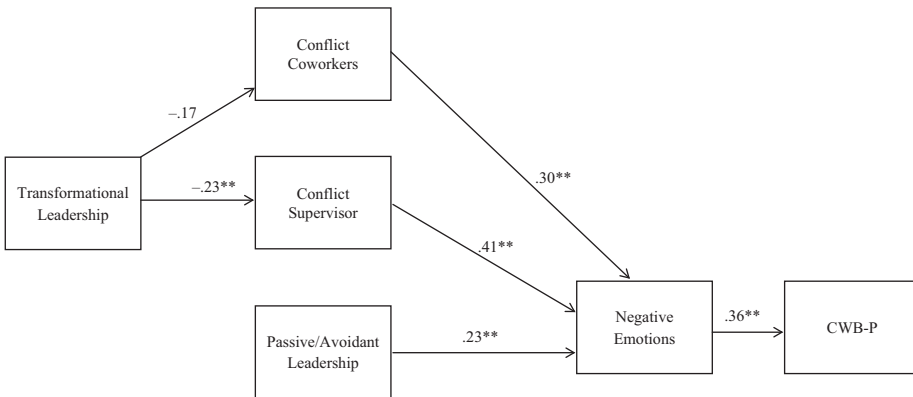 Conflict
Coworkers
–.17
.30**
Transformational
Leadership
–.23**
Conflict
Supervisor
.41**
Passive/Avoidant
Leadership
.23**
Negative
Emotions
.36**
CWB-P